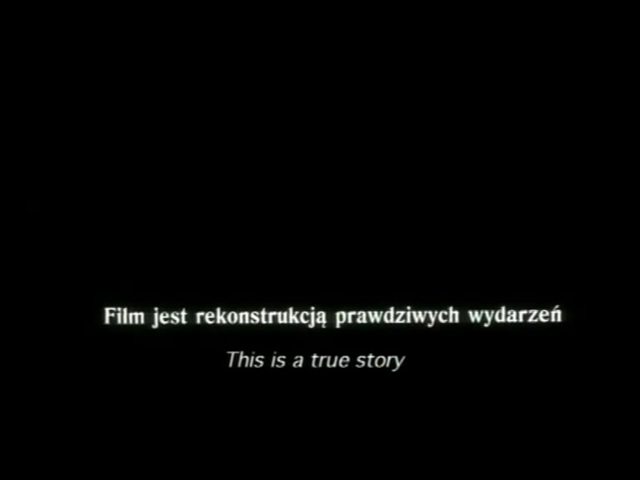 Film jest rekonstrukcją prawdziwych wydarzeń
This is a true story